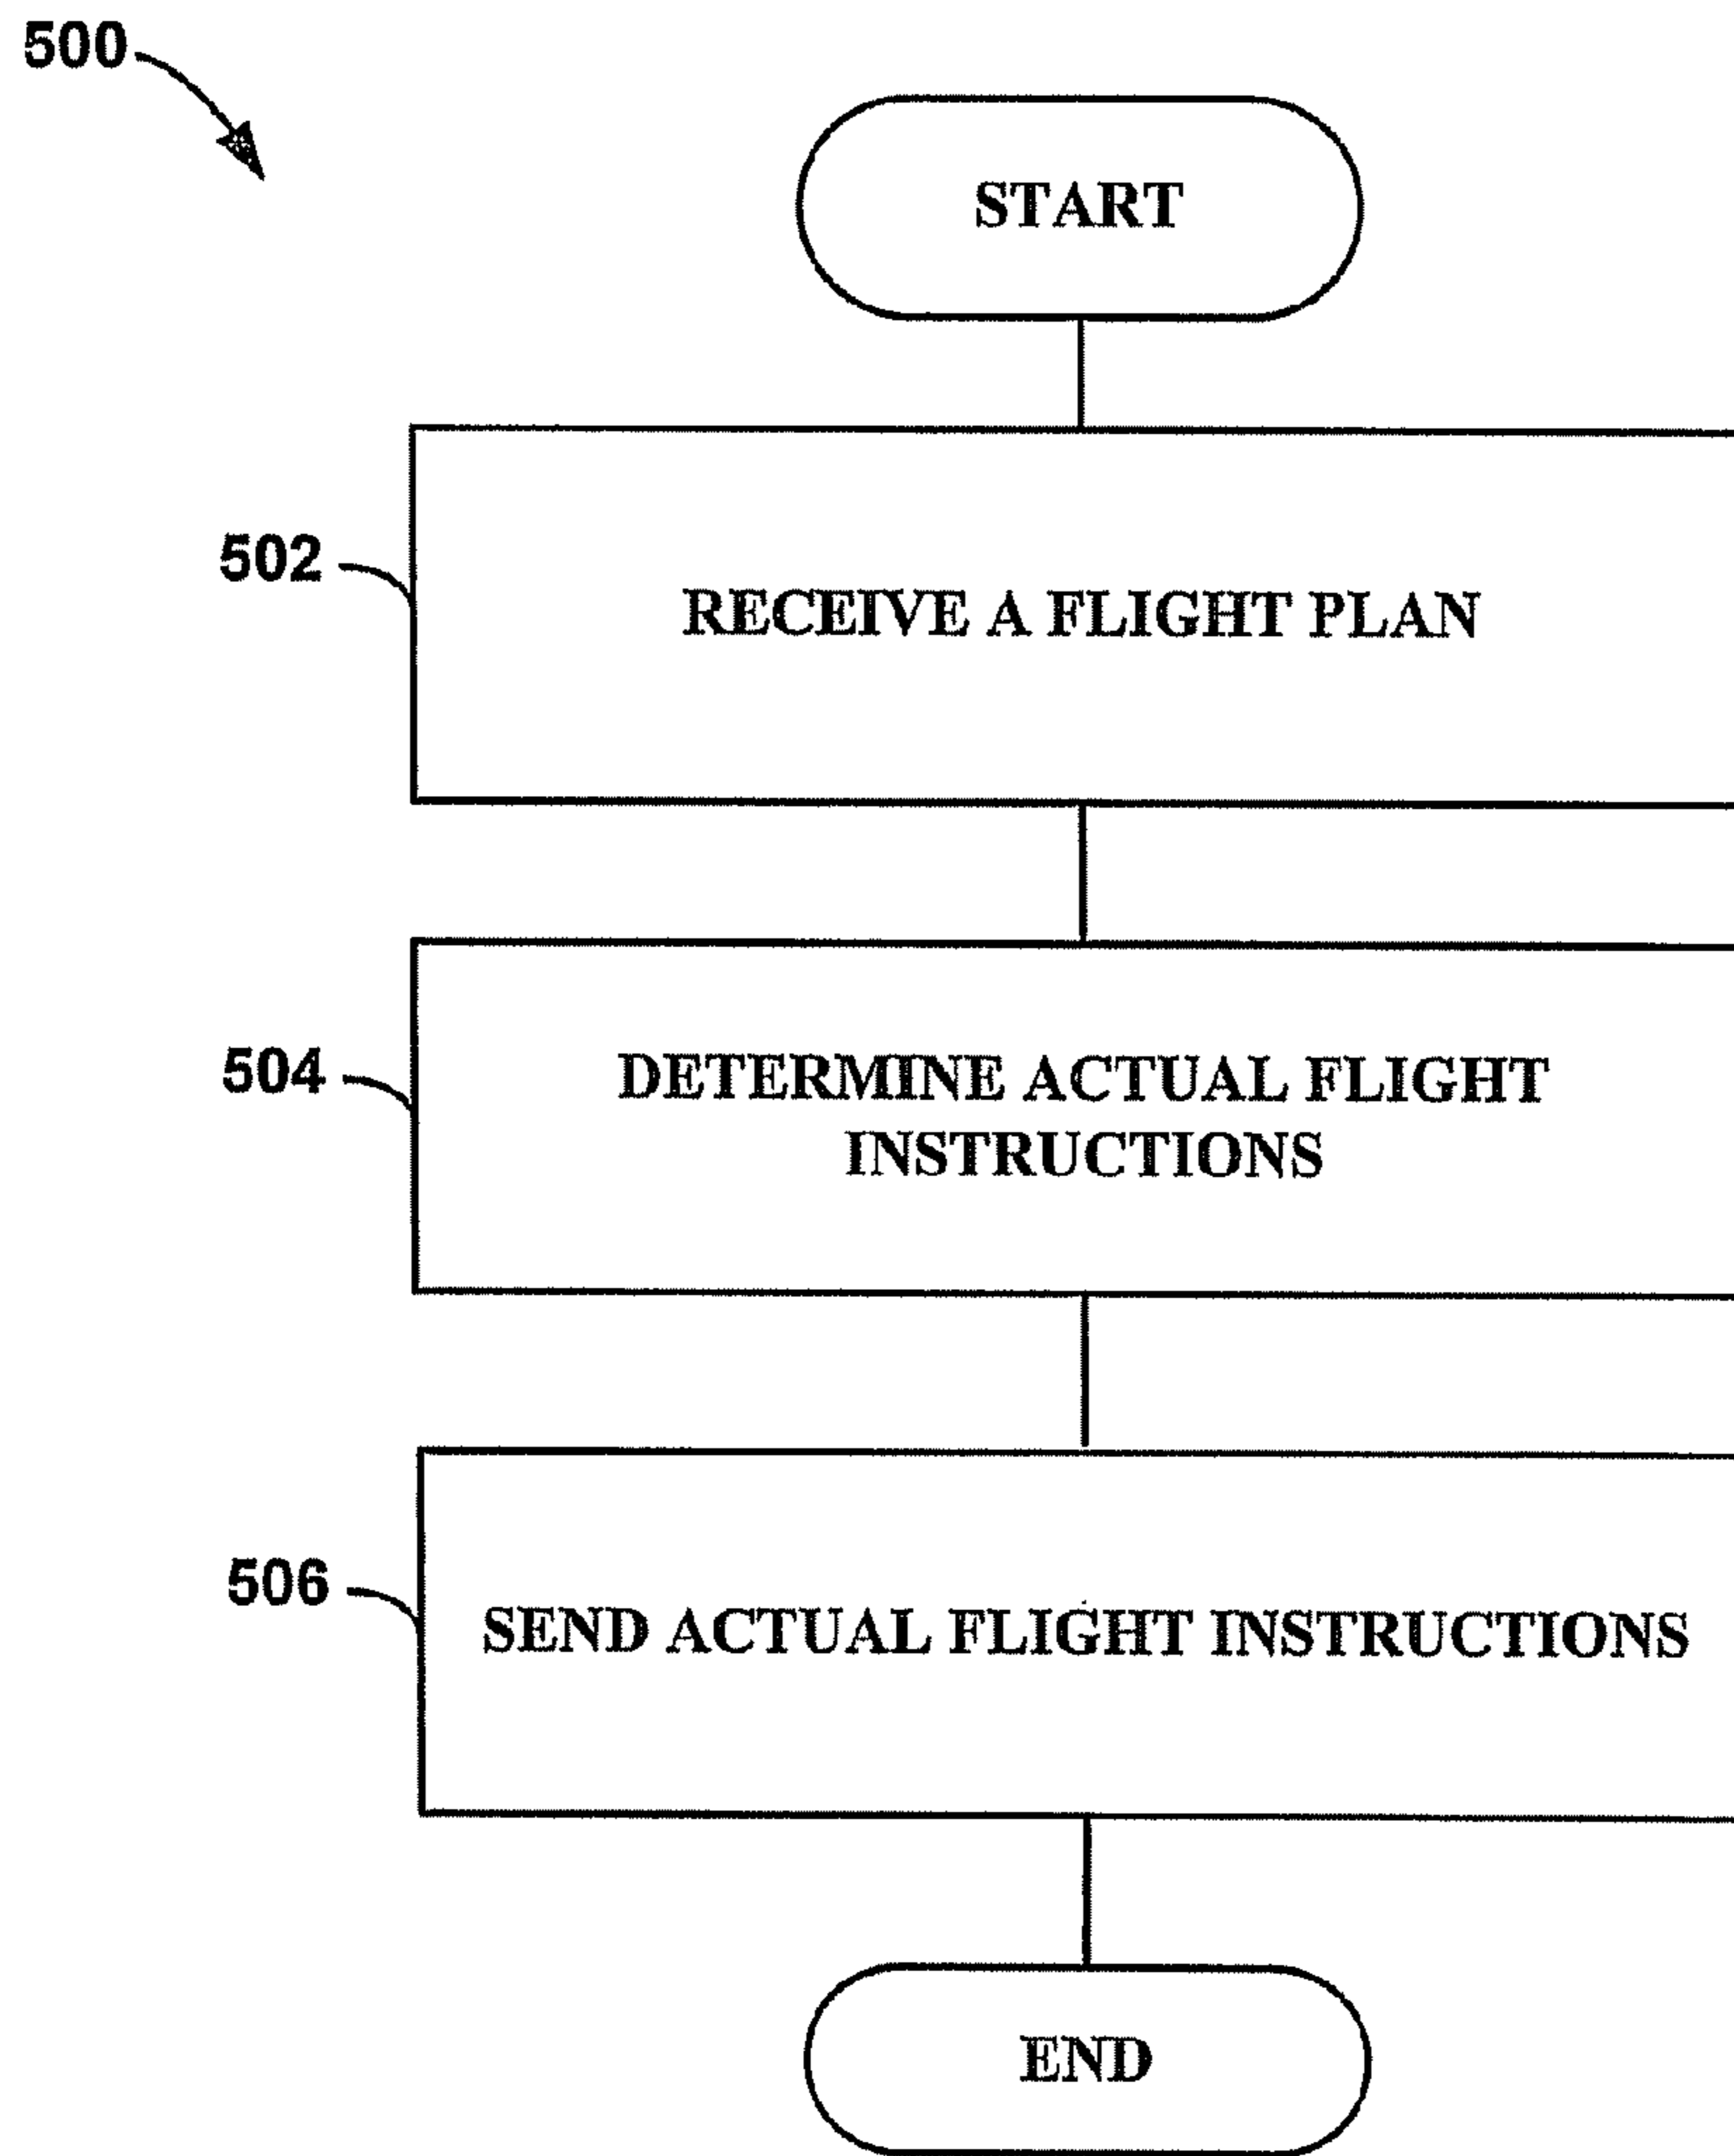 500
START
502
RECEIVE A FLIGHT PLAN
504
DETERMINE ACTUAL FLIGHT
INSTRUCTIONS
506
SEND ACTUAL FLIGHT INSTRUCTIONS
END